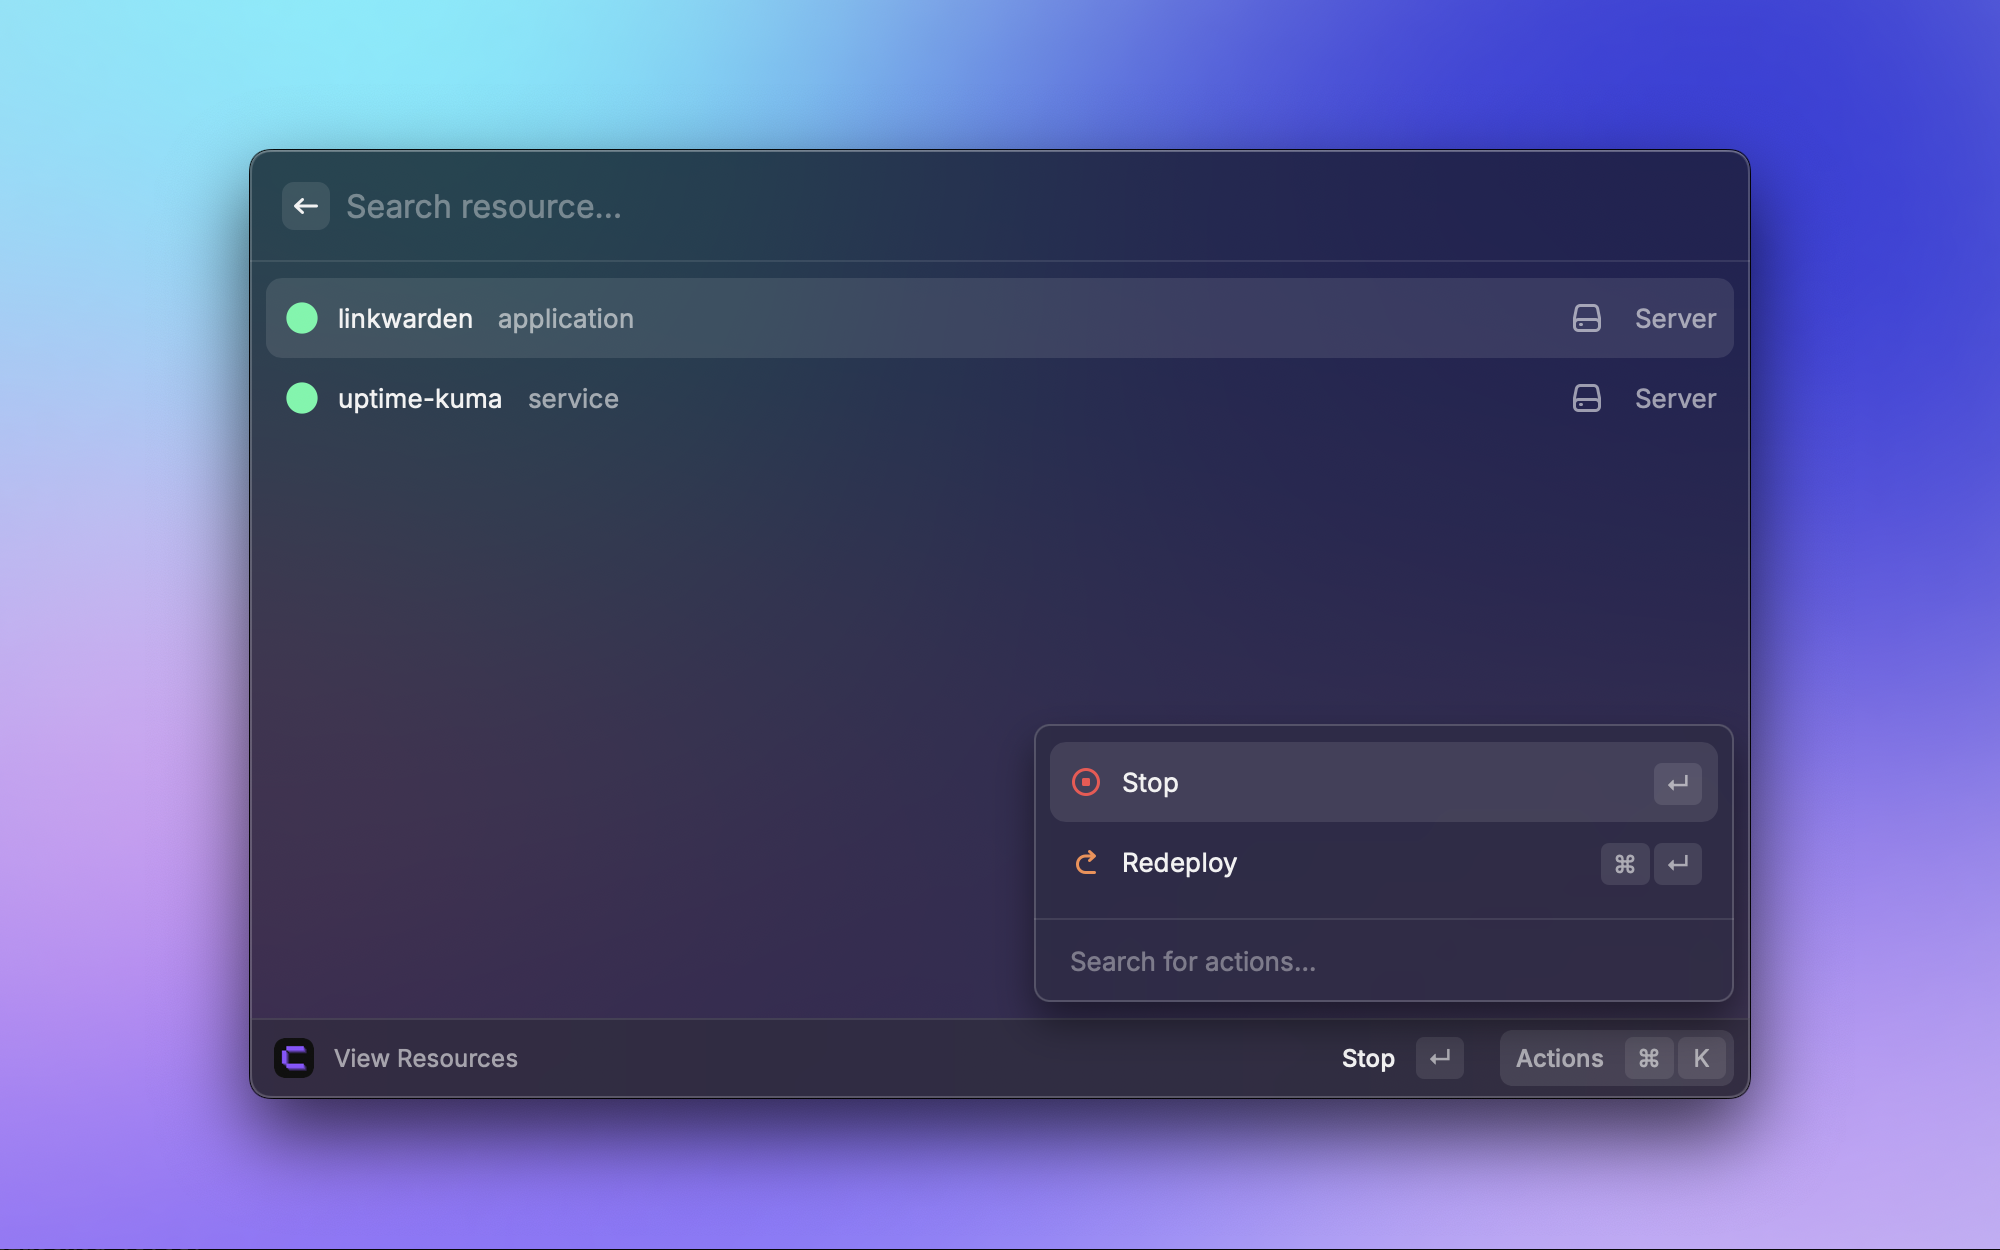 Search resource...
linkwarden application Server
uptime-kuma service Server
Stop ↵
Redeploy ⌘ ↵
Search for actions...
View Resources Stop ↵ Actions ⌘ K